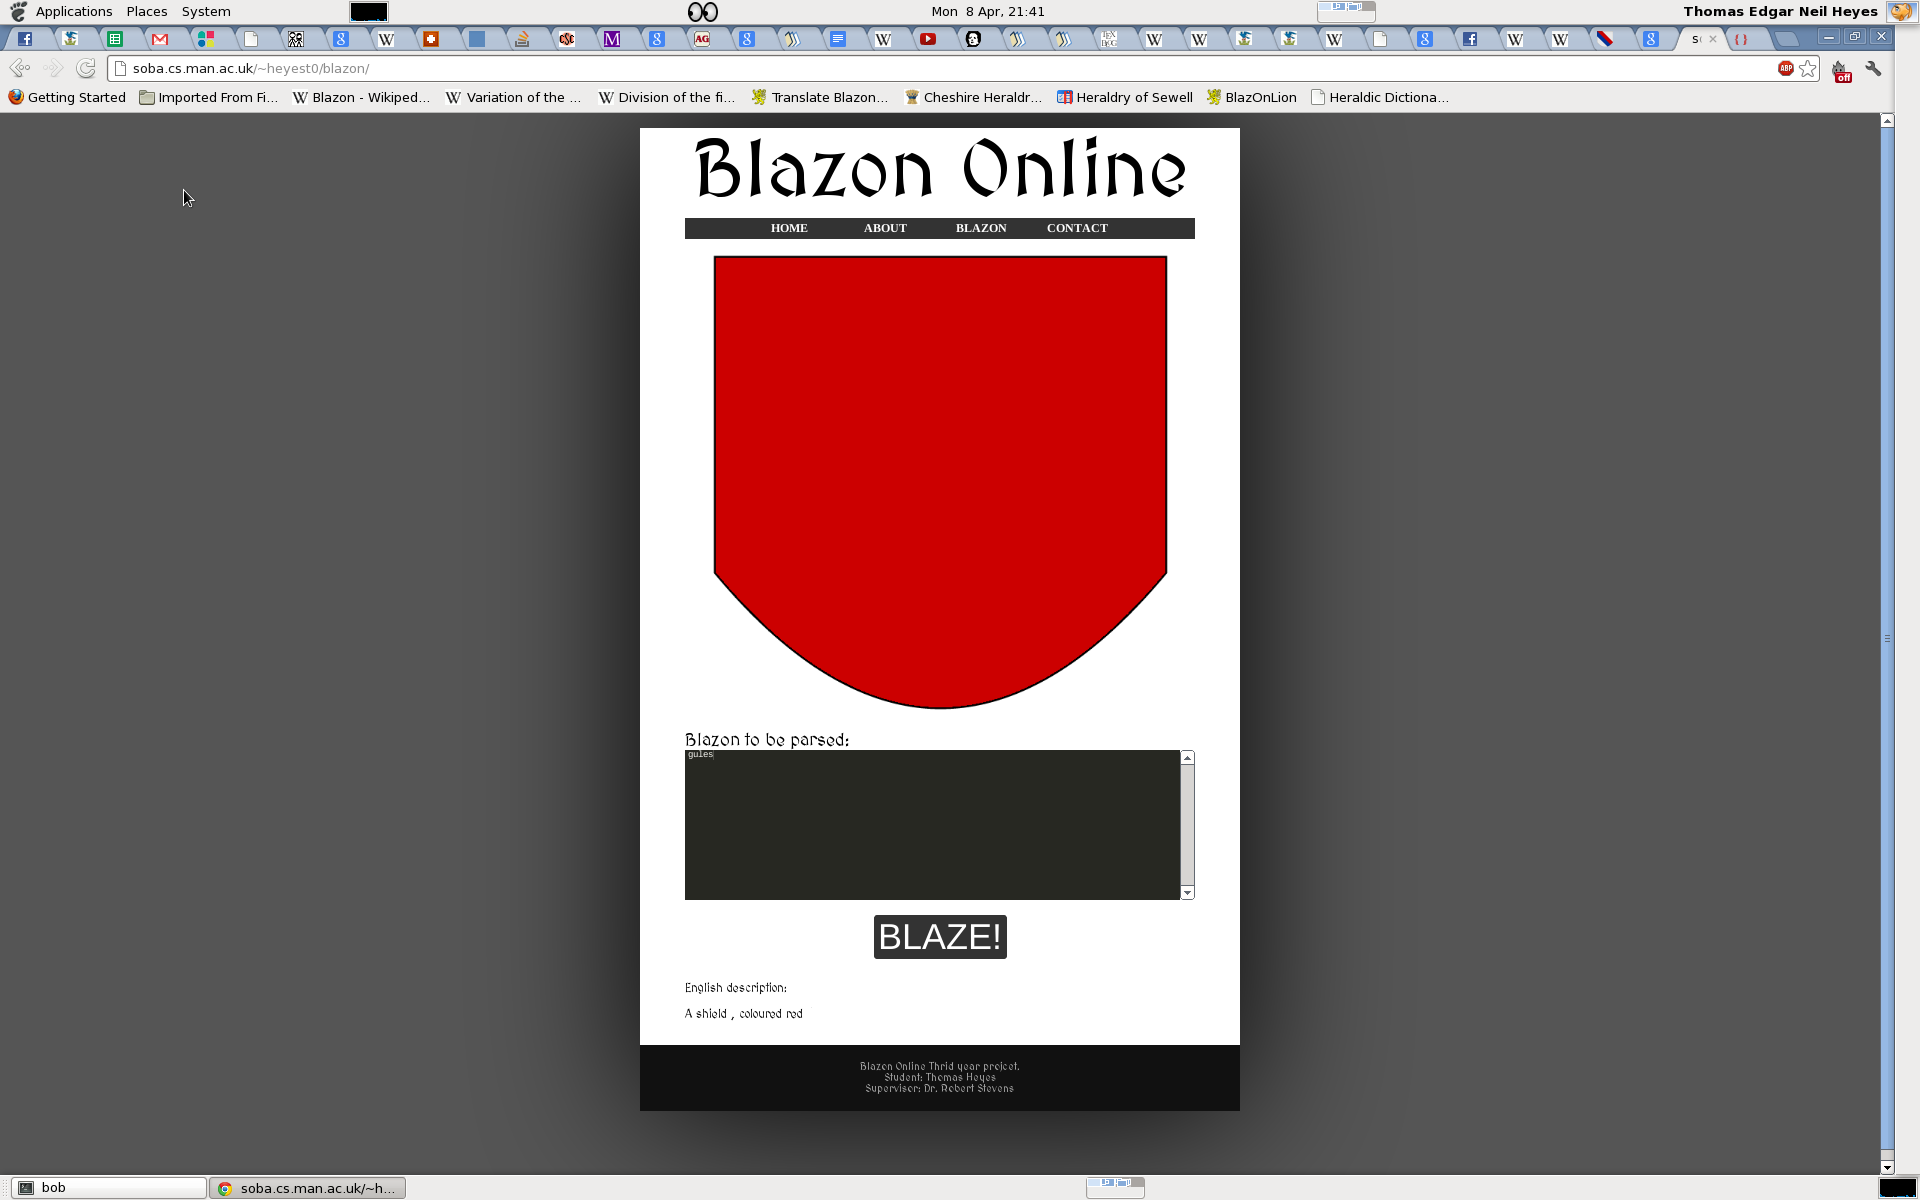 Applications Places System Mon 8 Apr, 21:41 Thomas Edgar Neil Heyes
soba.cs.man.ac.uk/~heyest0/blazon/ ABP off
Getting Started Imported From Fi... Blazon - Wikiped... Variation of the ... Division of the fi... Translate Blazon... Cheshire Heraldr... Heraldry of Sewell BlazOnLion Heraldic Dictiona...
Blazon Online
HOME ABOUT BLAZON CONTACT
Blazon to be parsed:
gules
BLAZE!
English description:
A shield , coloured red
Blazon Online Thrid year projcet.
Student: Thomas Heyes
Supervisor: Dr. Robert Stevens
bob soba.cs.man.ac.uk/~h...